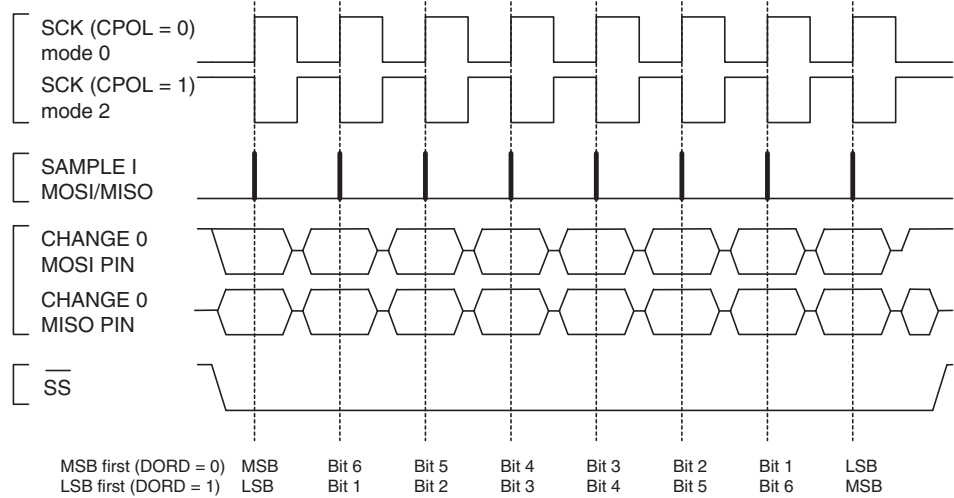 SCK (CPOL = 0)
mode 0
SCK (CPOL = 1)
mode 2
SAMPLE I
MOSI/MISO
CHANGE 0
MOSI PIN
CHANGE 0
MISO PIN
SS
MSB first (DORD = 0) MSB Bit 6 Bit 5 Bit 4 Bit 3 Bit 2 Bit 1 LSB
LSB first (DORD = 1) LSB Bit 1 Bit 2 Bit 3 Bit 4 Bit 5 Bit 6 MSB